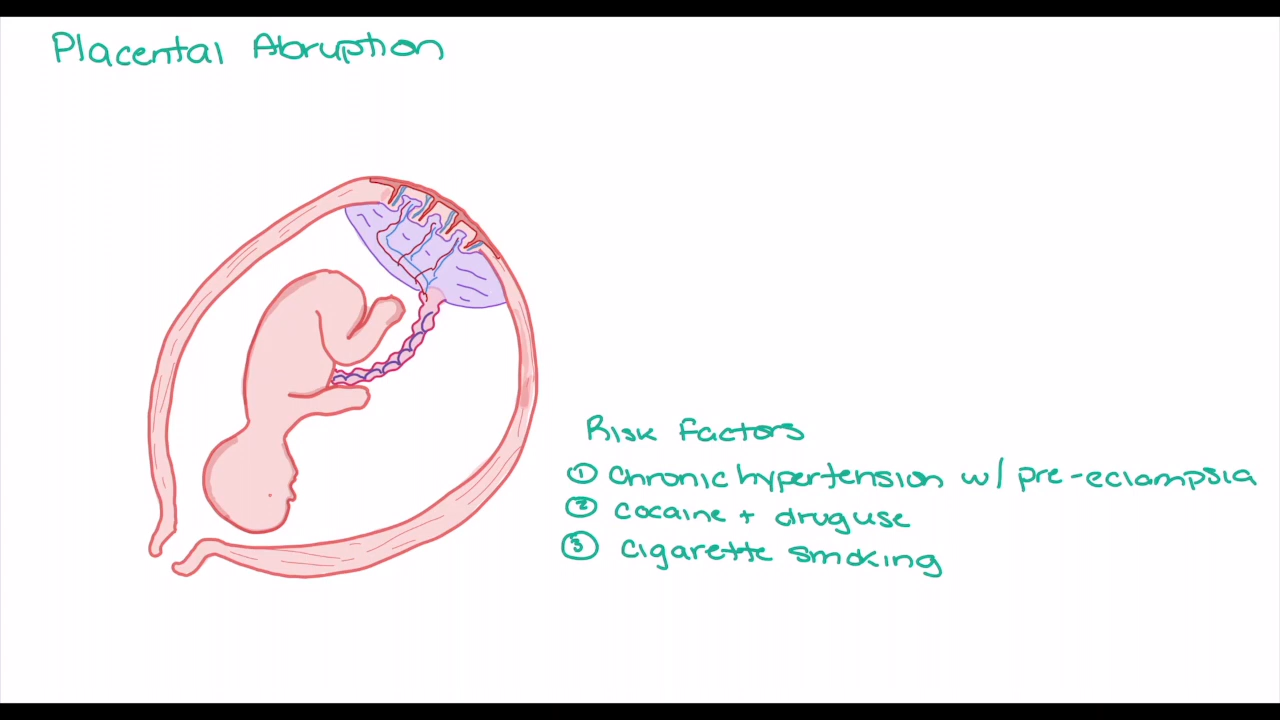 Placental Abruption
Risk Factors
① Chronic hypertension w/ pre-eclampsia
② cocaine + drug use
③ cigarette smoking